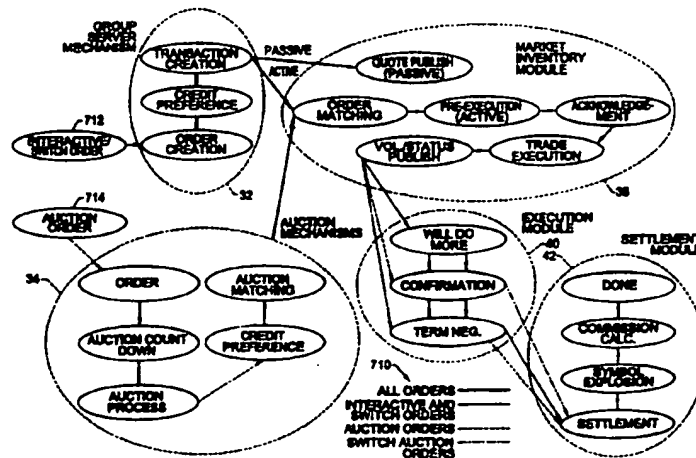 GROUP
SERVER
MECHANISM
TRANSACTION
CREATION
CREDIT
PREFERENCE
ORDER
CREATION
712
INTERACTIVE/
SWITCH ORDER
32
PASSIVE
ACTIVE
QUOTE PUBLISH
(PASSIVE)
MARKET
INVENTORY
MODULE
ORDER
MATCHING
PRE-EXECUTION
(ACTIVE)
ACKNOWLEDGE-
MENT
VOL/STATUS
PUBLISH
TRADE
EXECUTION
714
AUCTION
ORDER
AUCTION
MECHANISMS
34
ORDER
AUCTION
MATCHING
AUCTION COUNT
DOWN
CREDIT
PREFERENCE
AUCTION
PROCESS
EXECUTION
MODULE
40
WILL DO
MORE
CONFIRMATION
TERM NEG.
SETTLEMENT
MODULE
42
DONE
COMMISSION
CALC.
SYMBOL
EXPLOSION
SETTLEMENT
710
ALL ORDERS
INTERACTIVE AND
SWITCH ORDERS
AUCTION ORDERS
SWITCH AUCTION
ORDERS